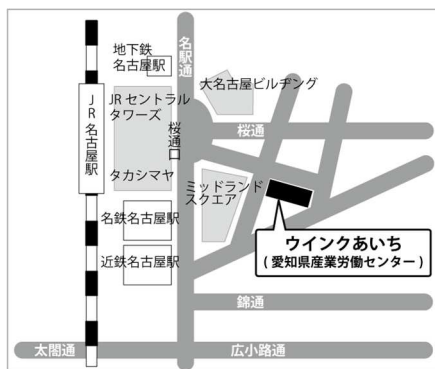 地下鉄
名古屋駅
名駅通
大名古屋ビルヂング
JR名古屋駅
JRセントラル
タワーズ
桜通口
桜通
タカシマヤ
ミッドランド
スクエア
名鉄名古屋駅
ウインクあいち
(愛知県産業労働センター)
近鉄名古屋駅
錦通
太閤通
広小路通